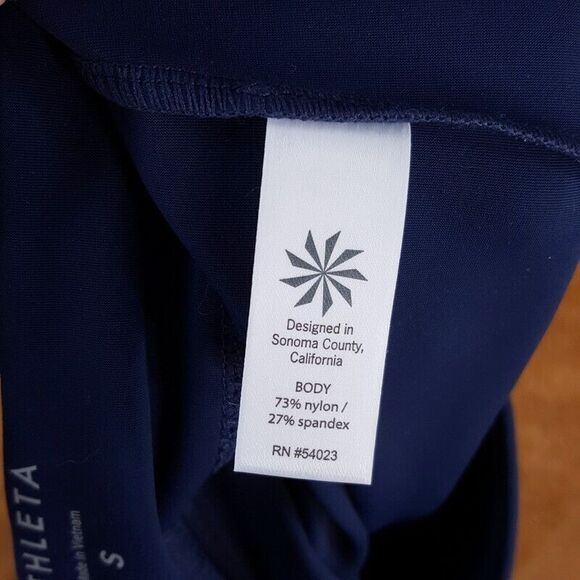 Designed in
Sonoma County,
California
BODY
73% nylon /
27% spandex
RN #54023
THLETA
Made in Vietnam
S